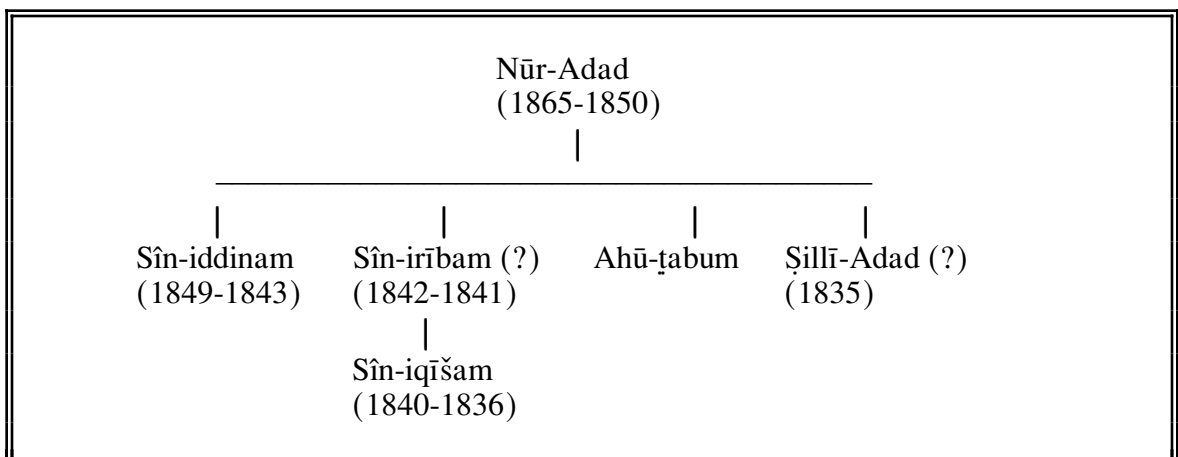 Nūr-Adad
(1865-1850)
Sîn-iddinam Sîn-irībam (?) Ahū-ṭabum Ṣillī-Adad (?)
(1849-1843) (1842-1841) (1835)
Sîn-iqīšam
(1840-1836)